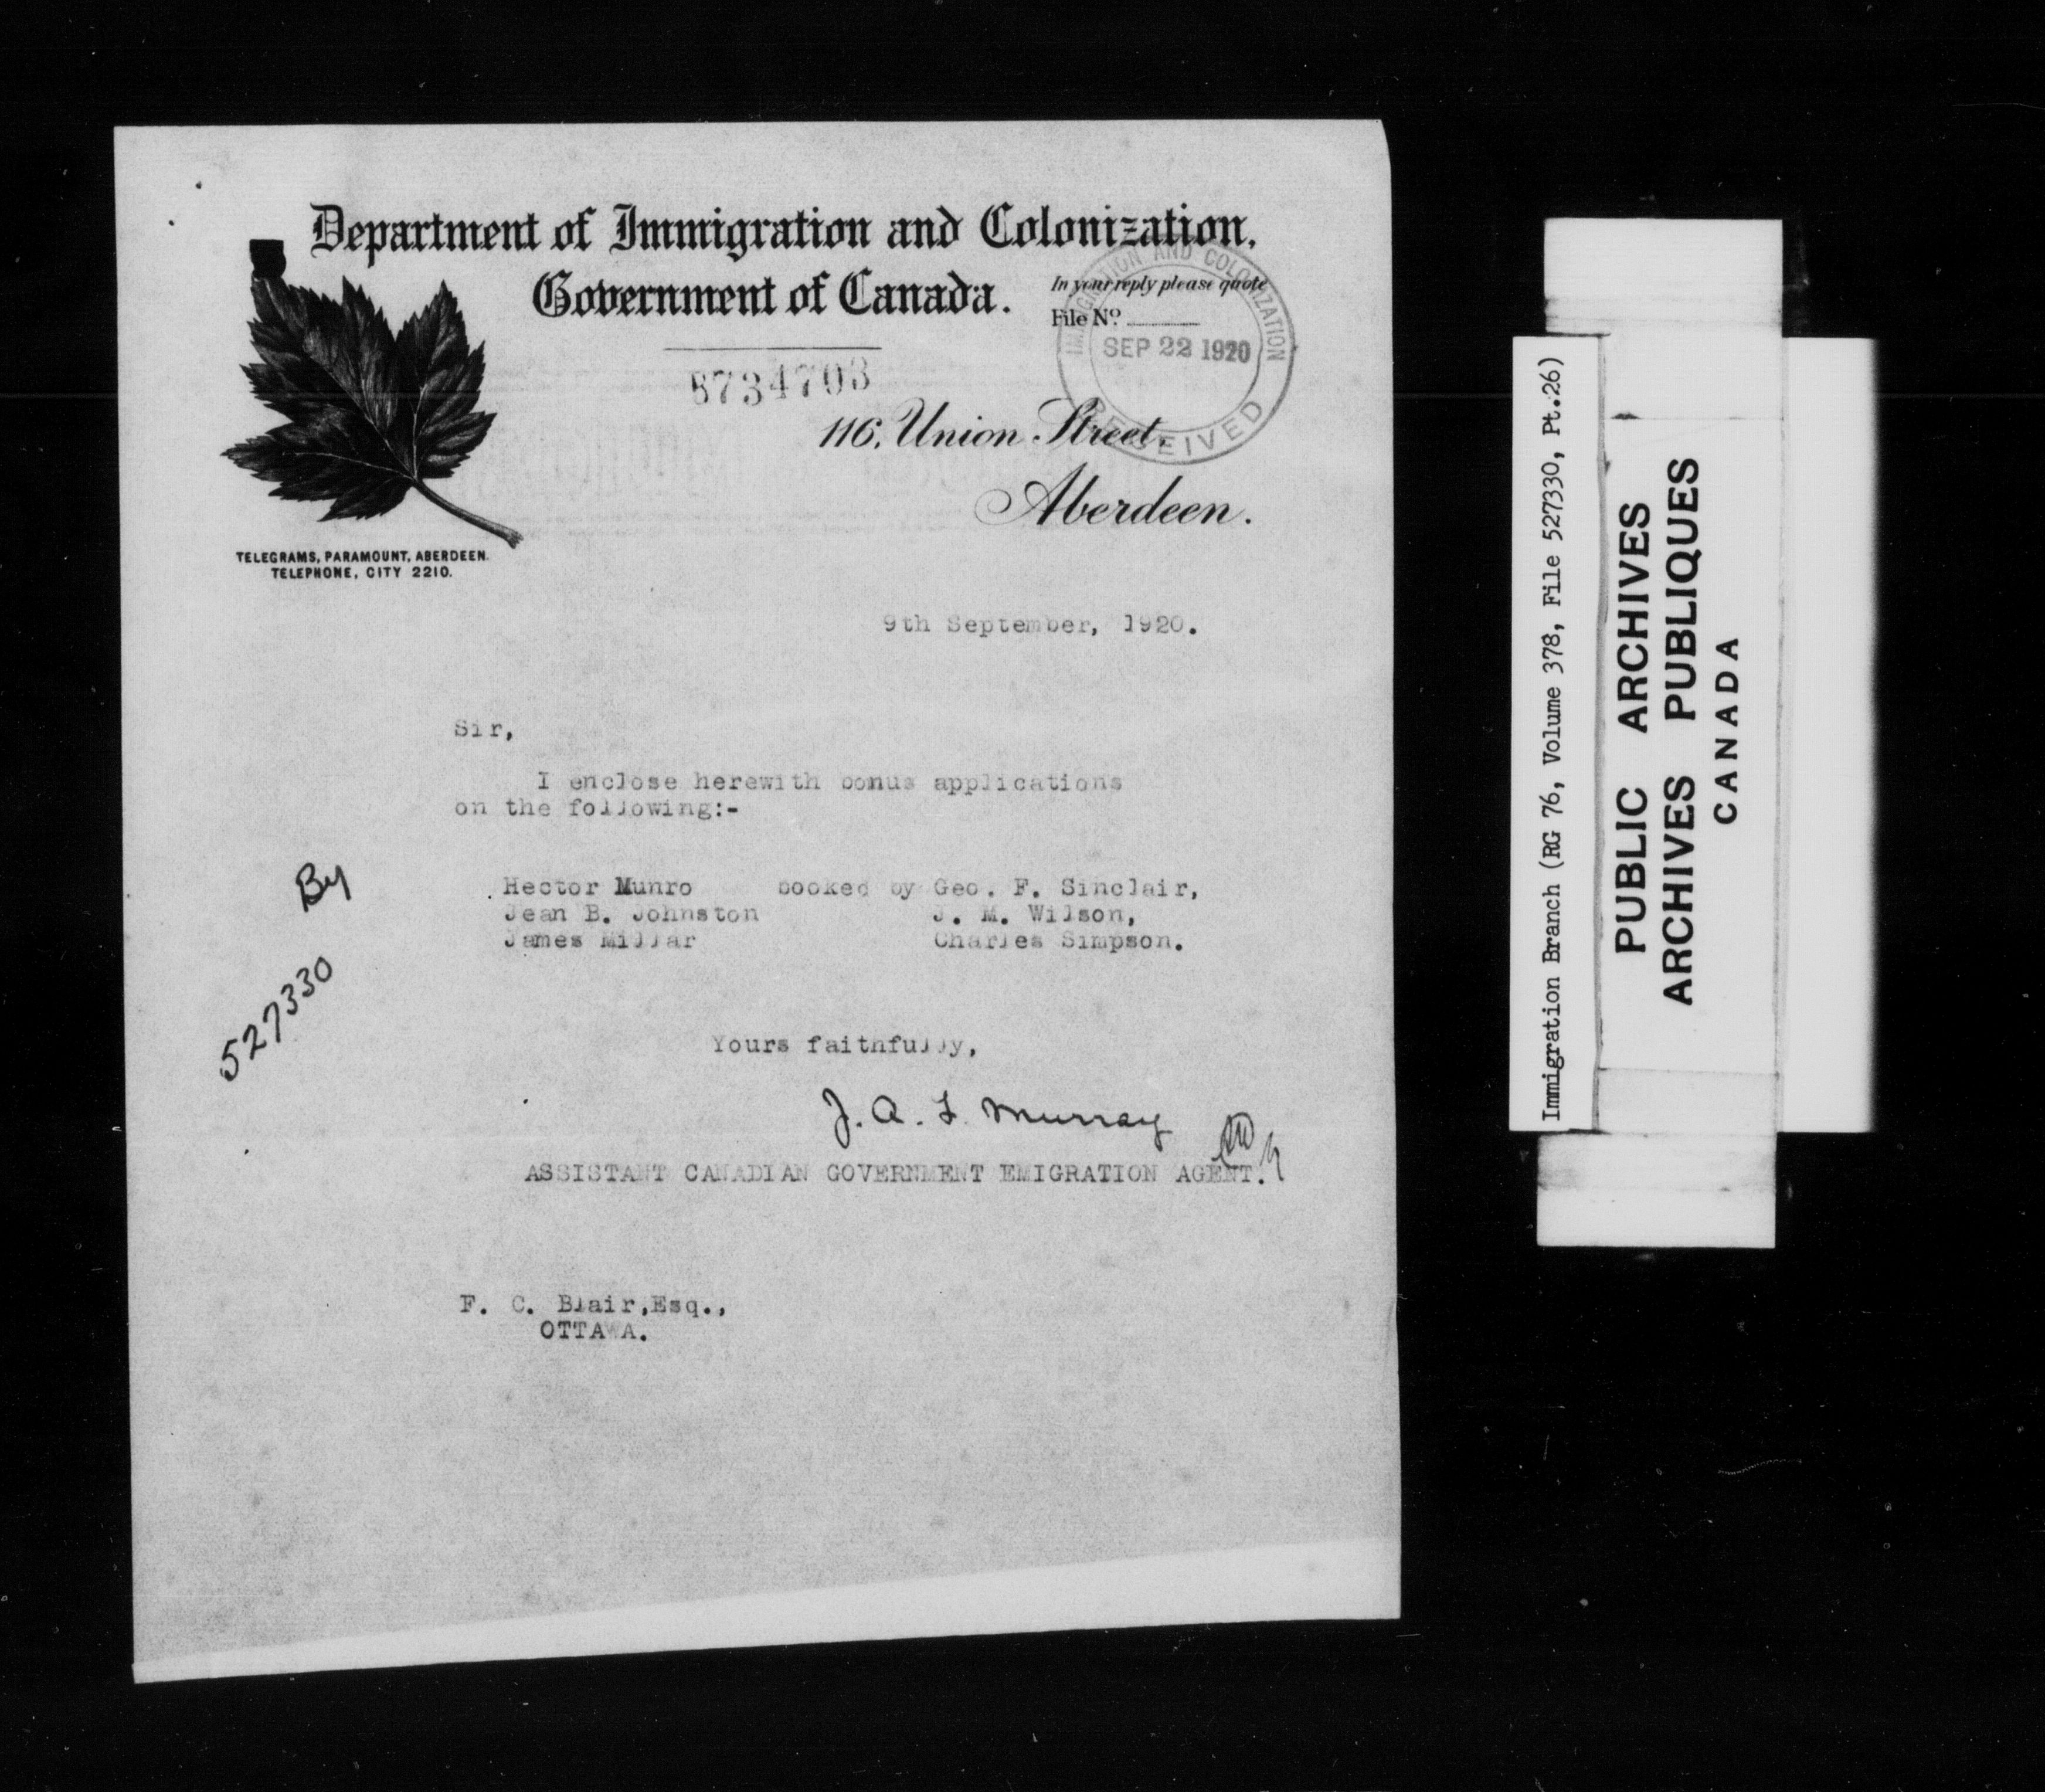 Department of Immigration and Colonization,
Government of Canada.
In your reply please quote
File No.
IMMIGRATION AND COLONIZATION
SEP 22 1920
RECEIVED
8734703
116, Union Street,
Aberdeen.
TELEGRAMS, PARAMOUNT, ABERDEEN.
TELEPHONE, CITY 2210.
9th September, 1920.
Sir,
I enclose herewith bonus applications
on the following:-
By
Hector Munro booked by Geo. F. Sinclair,
Jean B. Johnston J. M. Wilson,
James Millar Charles Simpson.
527330
Yours faithfully,
J. A. L. Murray
ASSISTANT CANADIAN GOVERNMENT EMIGRATION AGENT.
F. C. Blair,Esq.,
OTTAWA.
Immigration Branch (RG 76, Volume 378, File 527330, Pt.26)
PUBLIC ARCHIVES
ARCHIVES PUBLIQUES
CANADA